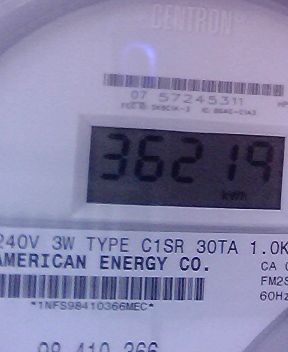 CENTRON
07 57245311
36219
kWh
240V 3W TYPE C1SR 30TA 1.0K
AMERICAN ENERGY CO.
CA
FM2S
60Hz
*1NFS98410366MEC*
98 410 366